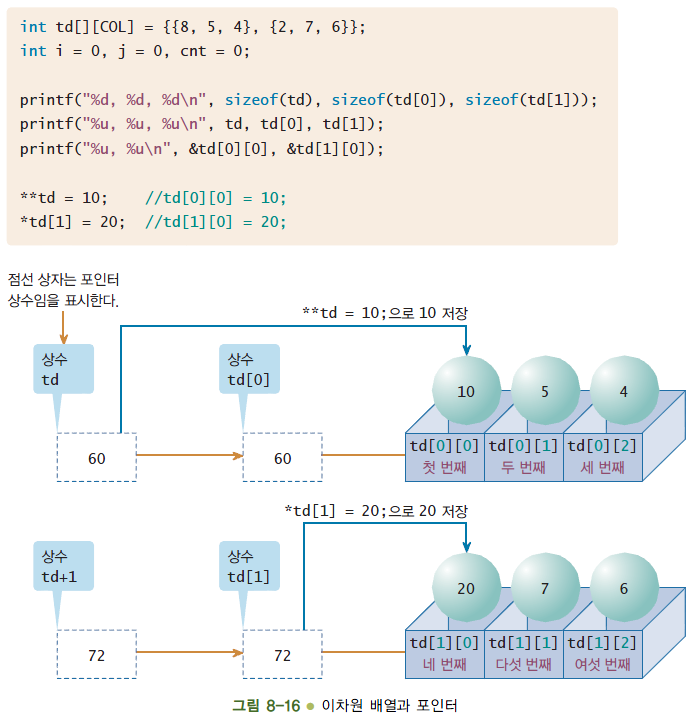 int td[][COL] = {{8, 5, 4}, {2, 7, 6}};
int i = 0, j = 0, cnt = 0;
printf("%d, %d, %d\n", sizeof(td), sizeof(td[0]), sizeof(td[1]));
printf("%u, %u, %u\n", td, td[0], td[1]);
printf("%u, %u\n", &td[0][0], &td[1][0]);
**td = 10;    //td[0][0] = 10;
*td[1] = 20;  //td[1][0] = 20;
점선 상자는 포인터
상수임을 표시한다.
**td = 10;으로 10 저장
상수
td
상수
td[0]
10
5
4
60
60
td[0][0]
첫 번째
td[0][1]
두 번째
td[0][2]
세 번째
*td[1] = 20;으로 20 저장
상수
td+1
상수
td[1]
20
7
6
72
72
td[1][0]
네 번째
td[1][1]
다섯 번째
td[1][2]
여섯 번째
그림 8-16 ● 이차원 배열과 포인터